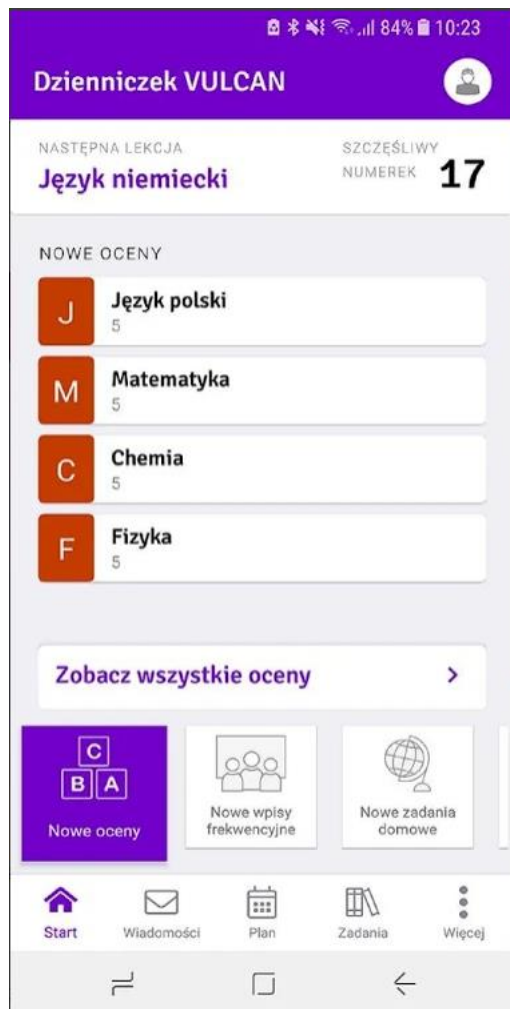 84% 10:23
Dzienniczek VULCAN
NASTĘPNA LEKCJA
Język niemiecki
SZCZĘŚLIWY
NUMEREK 17
NOWE OCENY
J
Język polski
5
M
Matematyka
5
C
Chemia
5
F
Fizyka
5
Zobacz wszystkie oceny
C
B A
Nowe oceny
Nowe wpisy
frekwencyjne
Nowe zadania
domowe
Start Wiadomości Plan Zadania Więcej